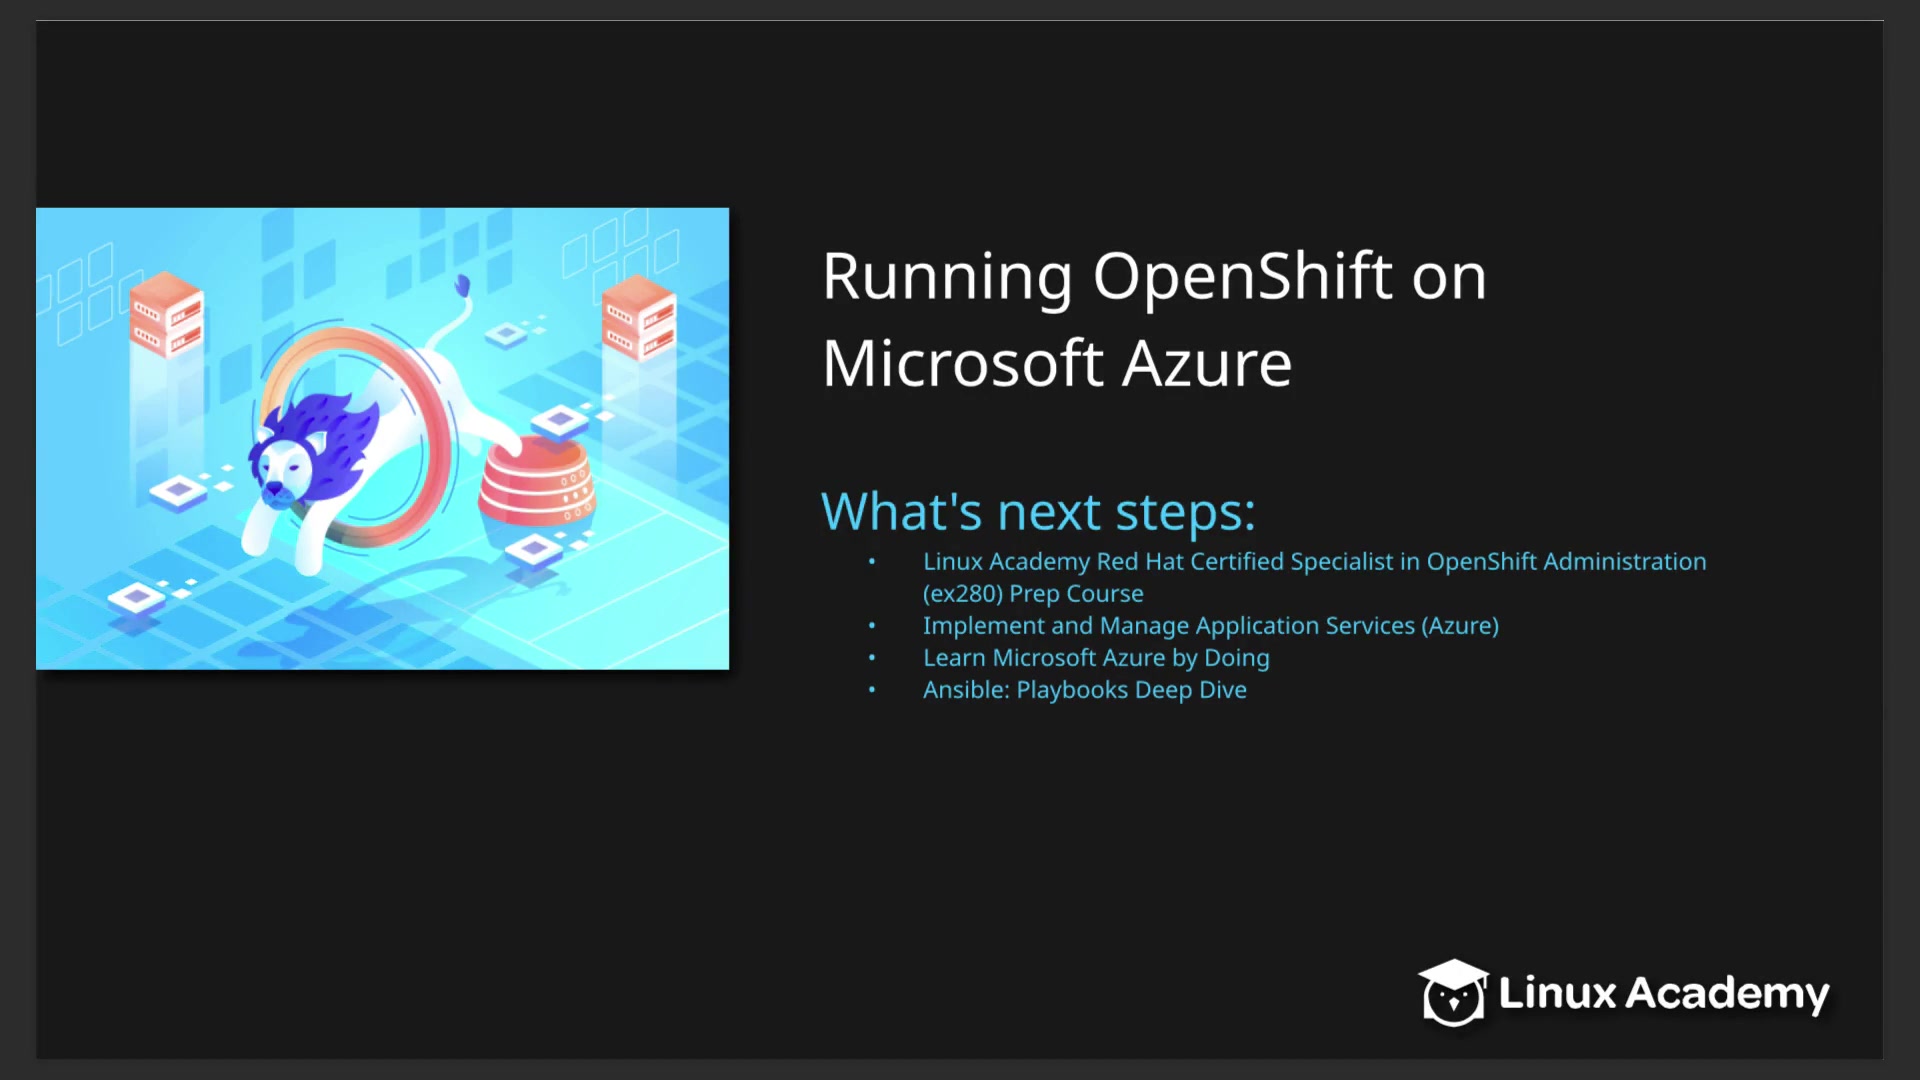 Running OpenShift on
Microsoft Azure
What's next steps:
• Linux Academy Red Hat Certified Specialist in OpenShift Administration
(ex280) Prep Course
• Implement and Manage Application Services (Azure)
• Learn Microsoft Azure by Doing
• Ansible: Playbooks Deep Dive
Linux Academy